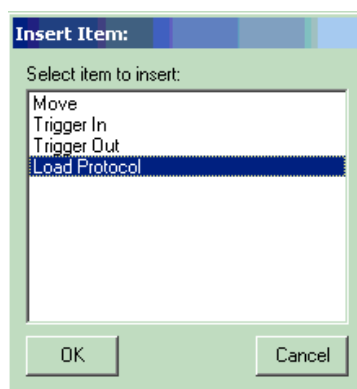 Insert Item:
Select item to insert:
Move
Trigger In
Trigger Out
Load Protocol
OK
Cancel